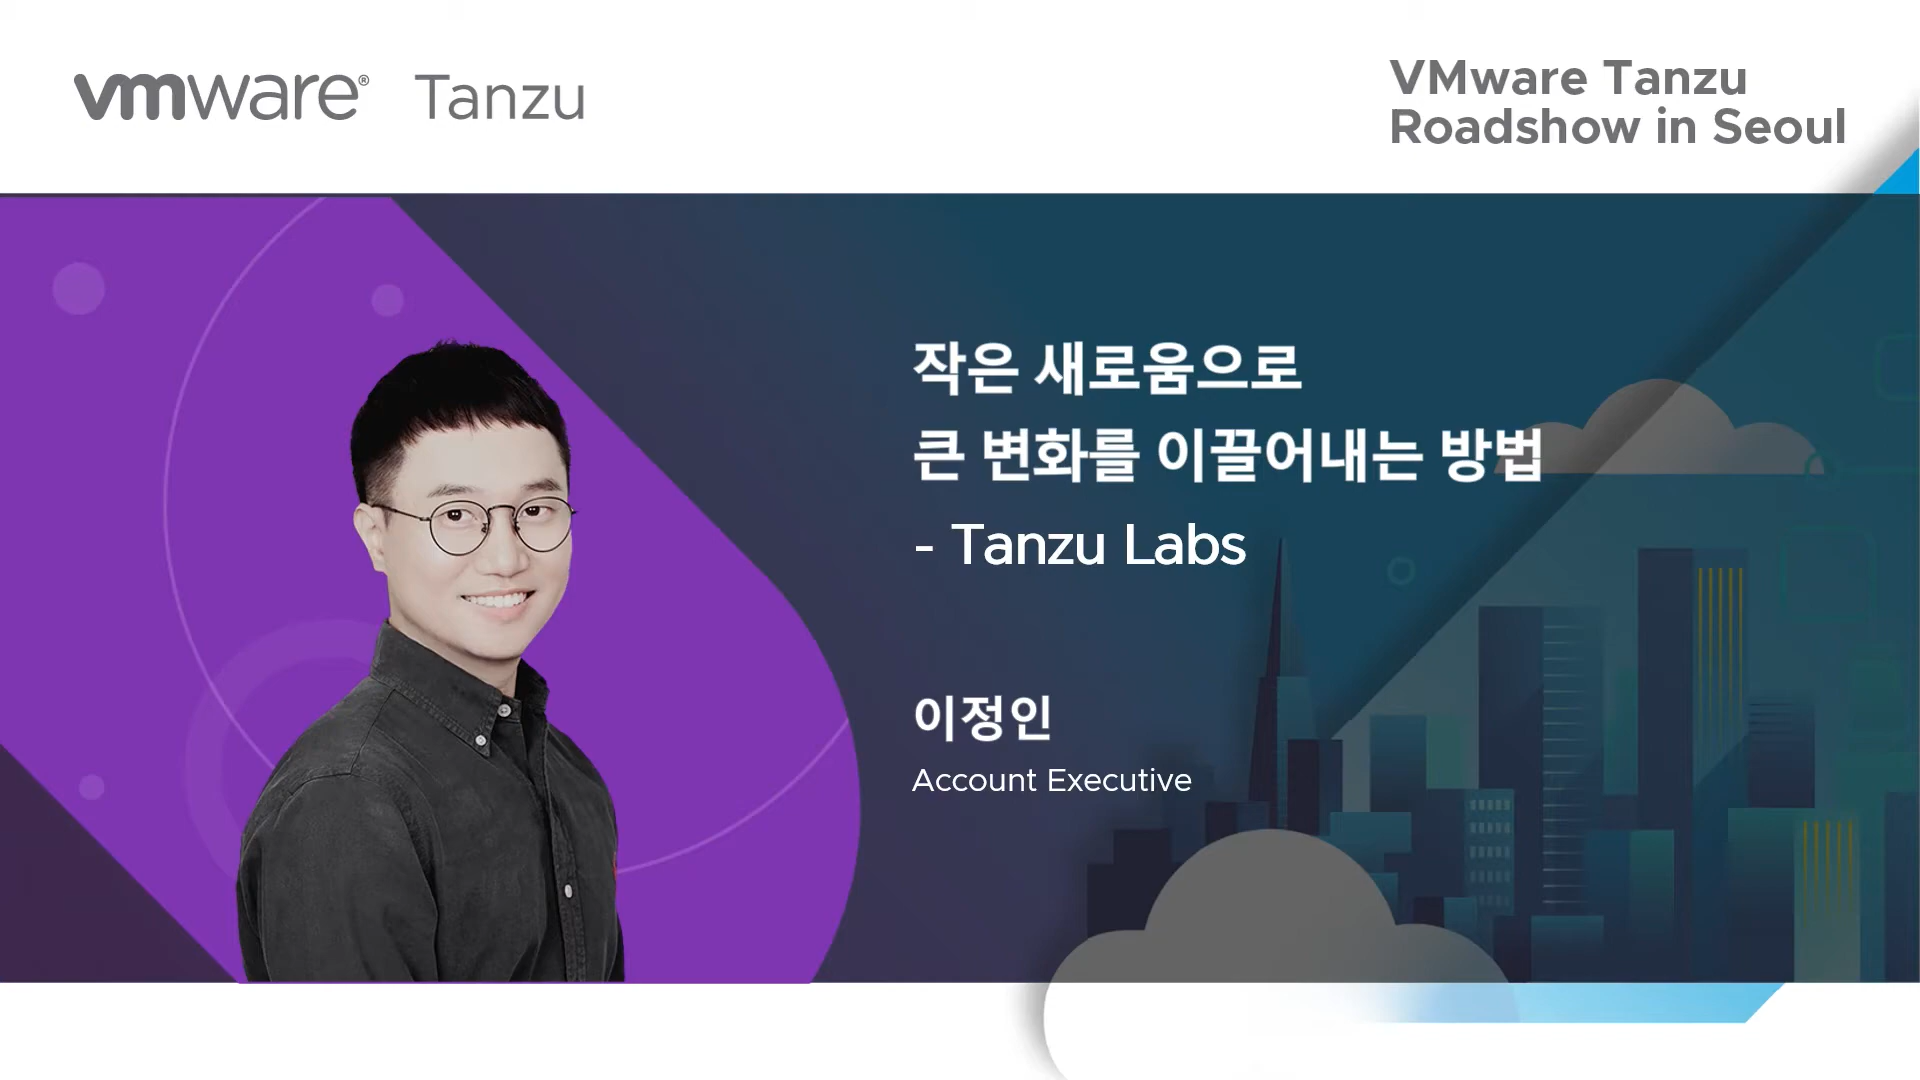 vmware® Tanzu
VMware Tanzu
Roadshow in Seoul
작은 새로움으로
큰 변화를 이끌어내는 방법
- Tanzu Labs
이정인
Account Executive